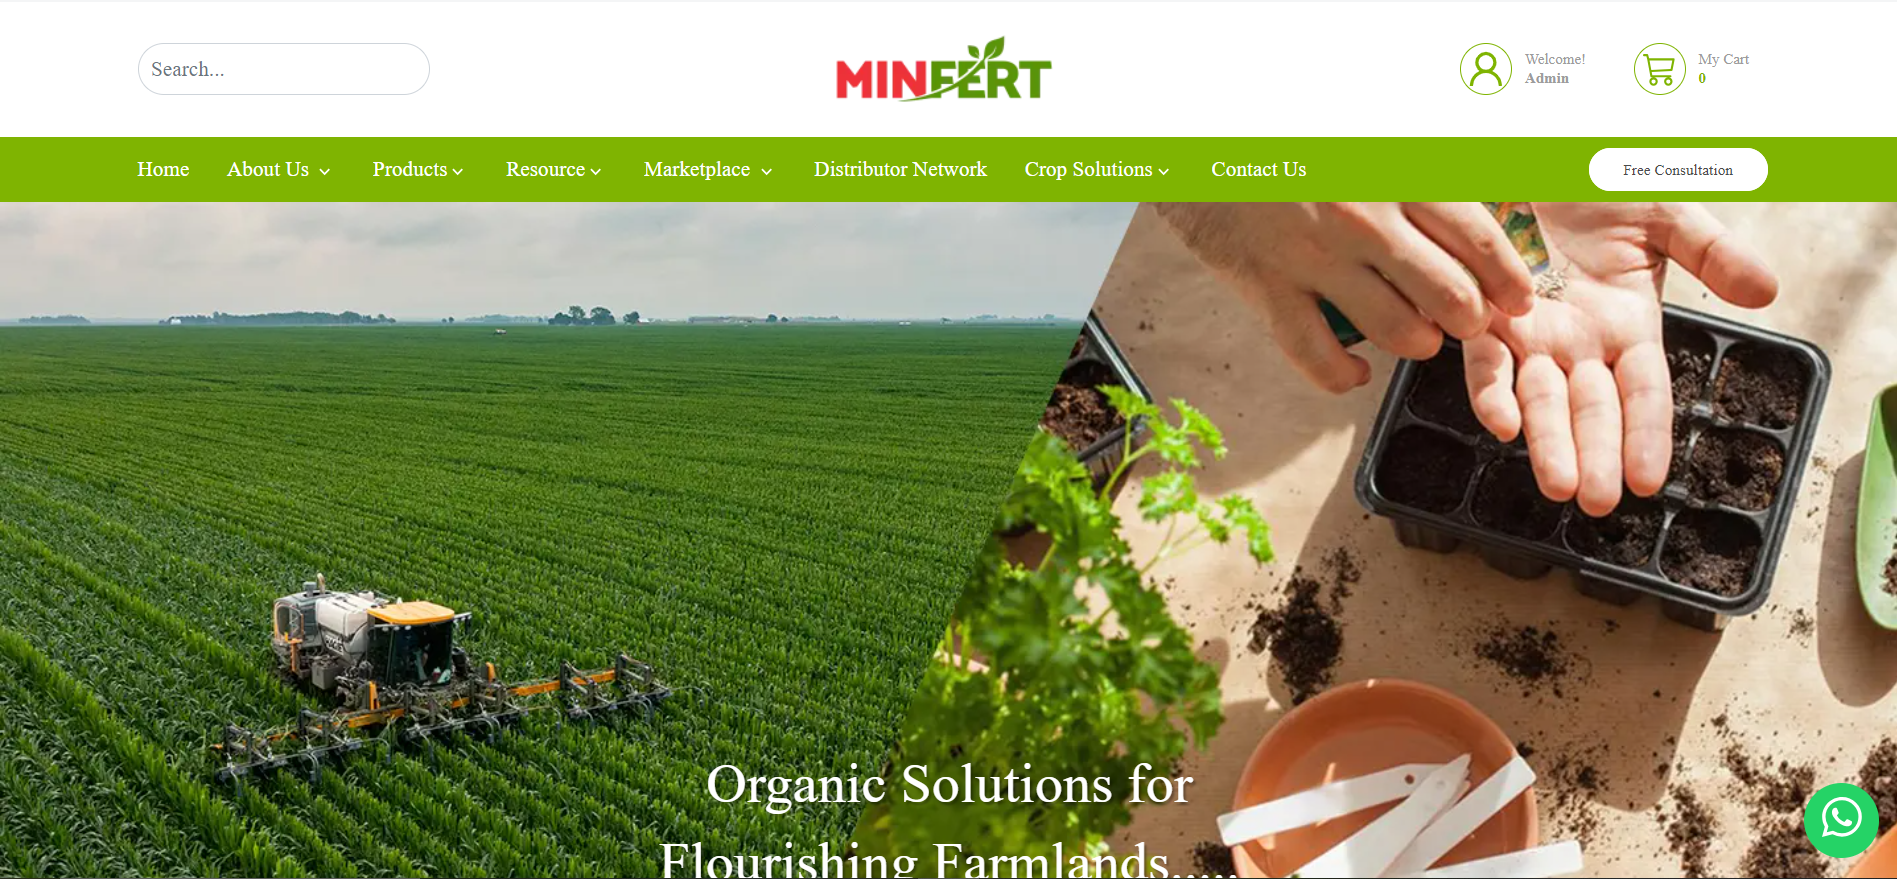 Search...
MINFERT
Welcome!
Admin
My Cart
0
Home
About Us
Products
Resource
Marketplace
Distributor Network
Crop Solutions
Contact Us
Free Consultation
Organic Solutions for
Flourishing Farmlands.....